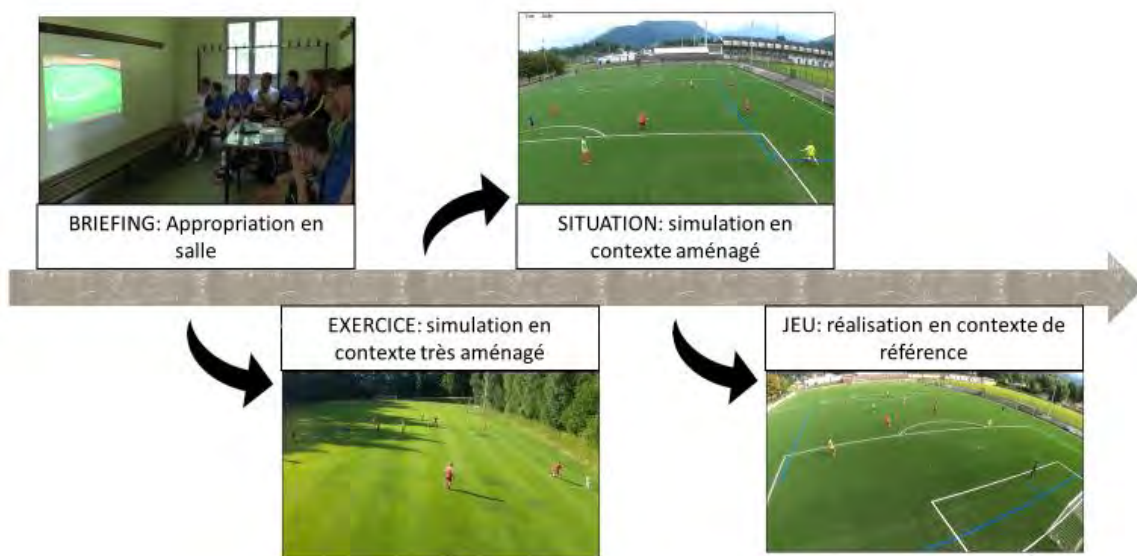 BRIEFING: Appropriation en
salle
SITUATION: simulation en
contexte aménagé
EXERCICE: simulation en
contexte très aménagé
JEU: réalisation en contexte de
référence